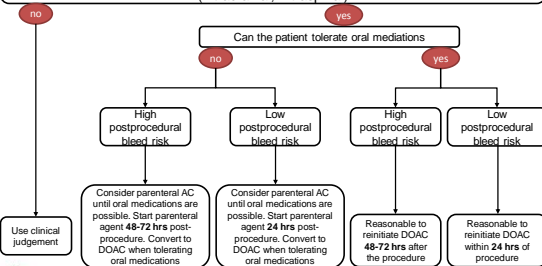 no
yes
Can the patient tolerate oral mediations
no
yes
High
postprocedural
bleed risk
Low
postprocedural
bleed risk
High
postprocedural
bleed risk
Low
postprocedural
bleed risk
Use clinical
judgement
Consider parenteral AC
until oral medications are
possible. Start parenteral
agent 48-72 hrs post-
procedure. Convert to
DOAC when tolerating
oral medications
Consider parenteral AC
until oral medications are
possible. Start parenteral
agent 24 hrs post-
procedure. Convert to
DOAC when tolerating
oral medications
Reasonable to
reinitiate DOAC
48-72 hrs after
the procedure
Reasonable to
reinitiate DOAC
within 24 hrs of
procedure